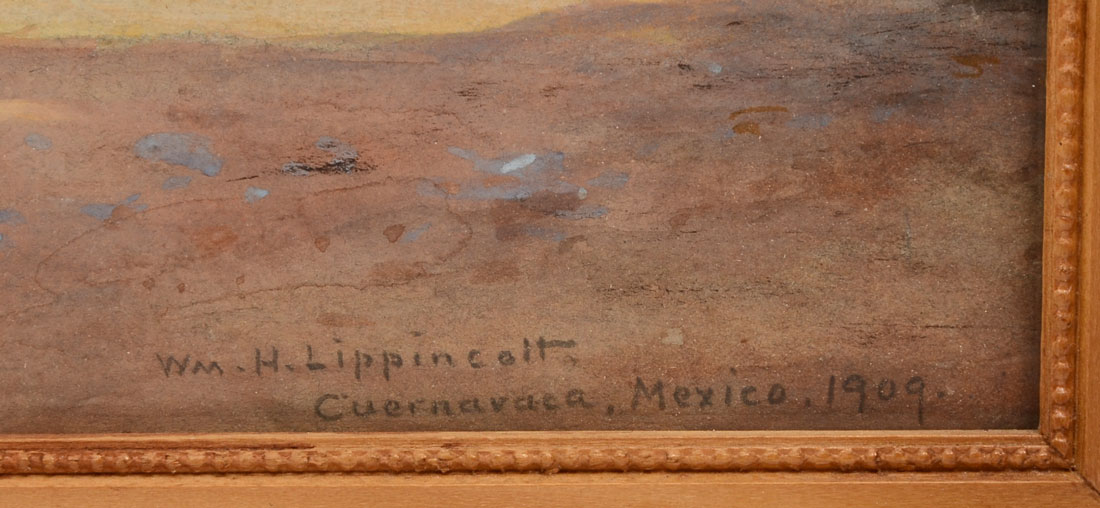 Wm. H. Lippincott.
Cuernavaca, Mexico. 1909.